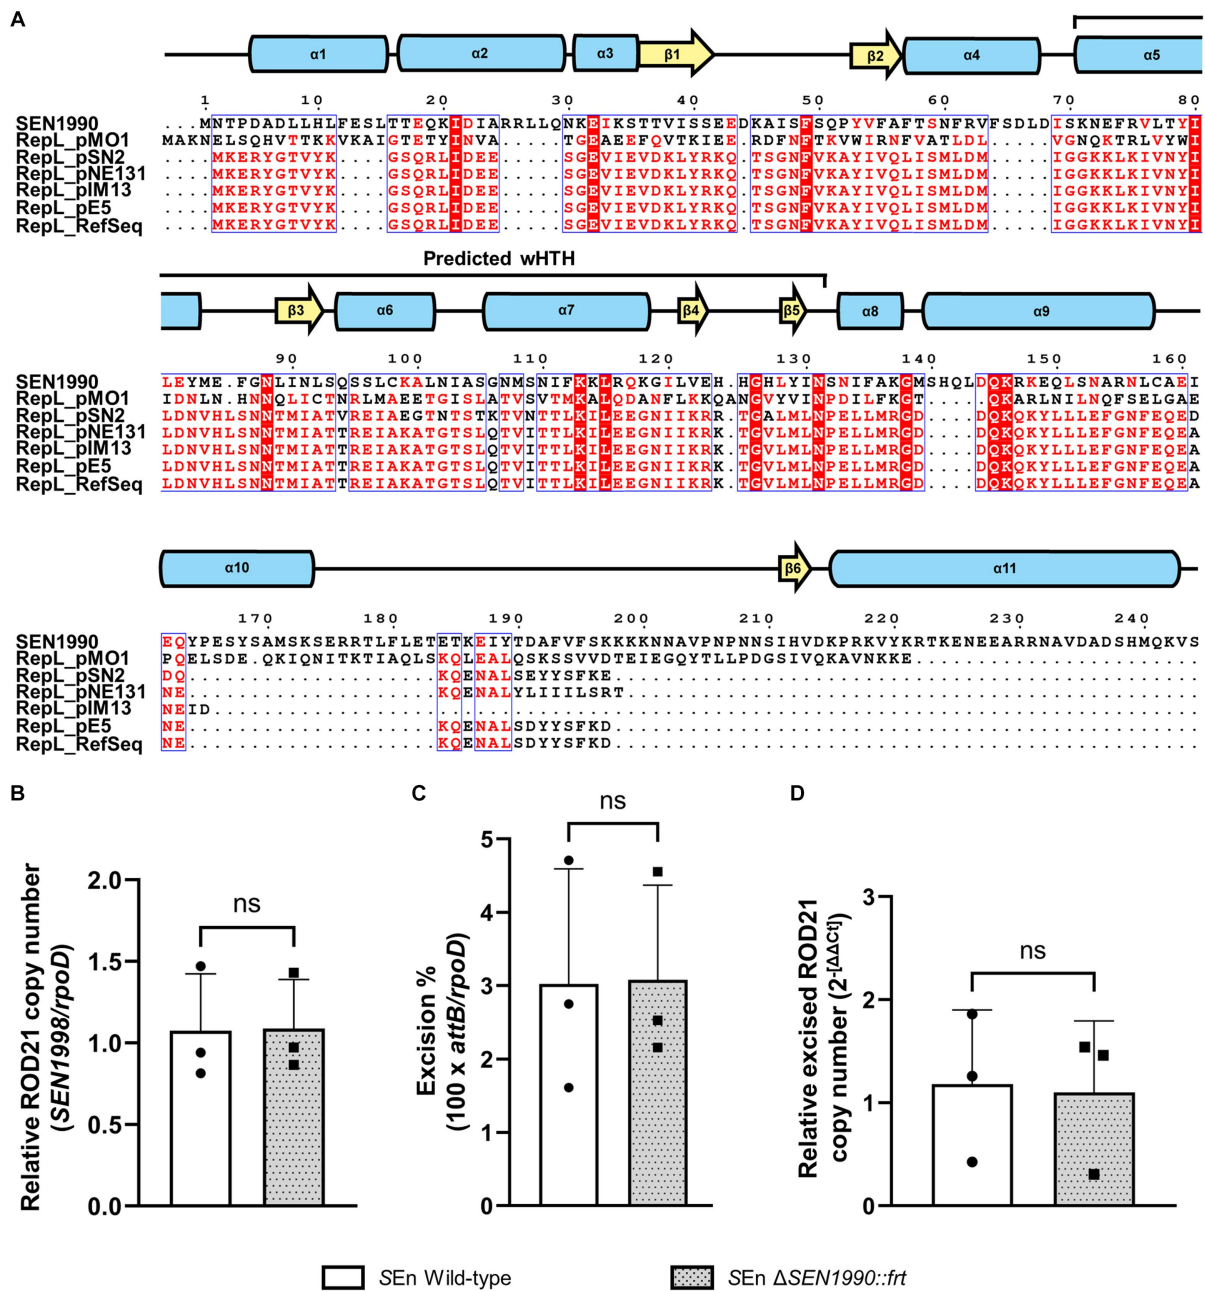 A
α1 α2 α3 β1 β2 α4 α5
1 10 20 30 40 50 60 70 80
SEN1990 ...MNTPDADLLHLFESLTTEQKIDIARRLLQNKEIKSTTVISSEEDKAISFSQPYVFAFTSNFRVFSDLDISKNEFRVLTYI
RepL_pMO1 MAKNELSQHVTTKKVKAIGTETYINVA.....TGEAEEFQVTKIEE.RDFNFTKVWIRNFVATLDL.....VGNQKTRLVYWI
RepL_pSN2 ....MKERYGTVYK....GSQRLIDEE.....SGEVIEVDKLYRKQ.TSGNFVKAYIVQLISMLDM.....IGGKKLKIVNYI
RepL_pNE131 ....MKERYGTVYK....GSQRLIDEE.....SGEVIEVDKLYRKQ.TSGNFVKAYIVQLISMLDM.....IGGKKLKIVNYI
RepL_pIM13 ....MKERYGTVYK....GSQRLIDEE.....SGEVIEVDKLYRKQ.TSGNFVKAYIVQLISMLDM.....IGGKKLKIVNYI
RepL_pE5 ....MKERYGTVYK....GSQRLIDEE.....SGEVIEVDKLYRKQ.TSGNFVKAYIVQLISMLDM.....IGGKKLKIVNYI
RepL_RefSeq ....MKERYGTVYK....GSQRLIDEE.....SGEVIEVDKLYRKQ.TSGNFVKAYIVQLISMLDM.....IGGKKLKIVNYI
Predicted wHTH
β3 α6 α7 β4 β5 α8 α9
90 100 110 120 130 140 150 160
SEN1990 LEYME.FGNLINLSQSSLCKALNIASGNMSNIFKKLRQKGILVEH.HGHLYINSNIFAKGMSHQLDQKRKEQLSNARNLCAEI
RepL_pMO1 IDNLN.HNNQLICTNRLMAEETGISLATVSVTMKALQDANFLKKQANGVYVINPDILFKGT....DQKARLNILNQFSELGAE
RepL_pSN2 LDNVHLSNNTMIATVREIAEGTNTSTKTVNTTLKILEEGNIIKRK.TGALMLNPELLMRGD....DQKQKYLLLEFGNFEQED
RepL_pNE131 LDNVHLSNNTMIATTREIAKATGTSLQTVITTLKILEEGNIIKRK.TGVLMLNPELLMRGD....DQKQKYLLLEFGNFEQEA
RepL_pIM13 LDNVHLSNNTMIATTREIAKATGTSLQTVITTLKILEEGNIIKRK.TGVLMLNPELLMRGD....DQKQKYLLLEFGNFEQEA
RepL_pE5 LDNVHLSNNTMIATTREIAKATGTSLQTVITTLKILEEGNIIKRK.TGVLMLNPELLMRGD....DQKQKYLLLEFGNFEQEA
RepL_RefSeq LDNVHLSNNTMIATTREIAKATGTSLQTVITTLKILEEGNIIKRK.TGVLMLNPELLMRGD....DQKQKYLLLEFGNFEQEA
α10 β6 α11
170 180 190 200 210 220 230 240
SEN1990 EQYPESYSAMSKSERRTLFLETETKEIYTDAFVFSKKKKNNAVPNPNNSIHVDKPRKVYKRTKENEEARRNAVDADSHMQKVS
RepL_pMO1 PQELSDE.QKIQNITKTIAQLSKQLEALQSKSSVVDTEIEGQYTLLPDGSIVQKAVNKKE.......................
RepL_pSN2 DQ....................KQENALSEYYSFKE...............................................
RepL_pNE131 NE....................KQENALYLIIILSRT..............................................
RepL_pIM13 NEID...............................................................................
RepL_pE5 NE....................KQENALSDYYSFKD...............................................
RepL_RefSeq NE....................KQENALSDYYSFKD...............................................
B
Relative ROD21 copy number
(SEN1998/rpoD)
2.0
1.5
1.0
0.5
0.0
ns
C
Excision %
(100 x attB/rpoD)
5
4
3
2
1
0
ns
D
Relative excised ROD21
copy number (2-[ΔΔCt])
3
2
1
0
ns
SEn Wild-type
SEn ΔSEN1990::frt